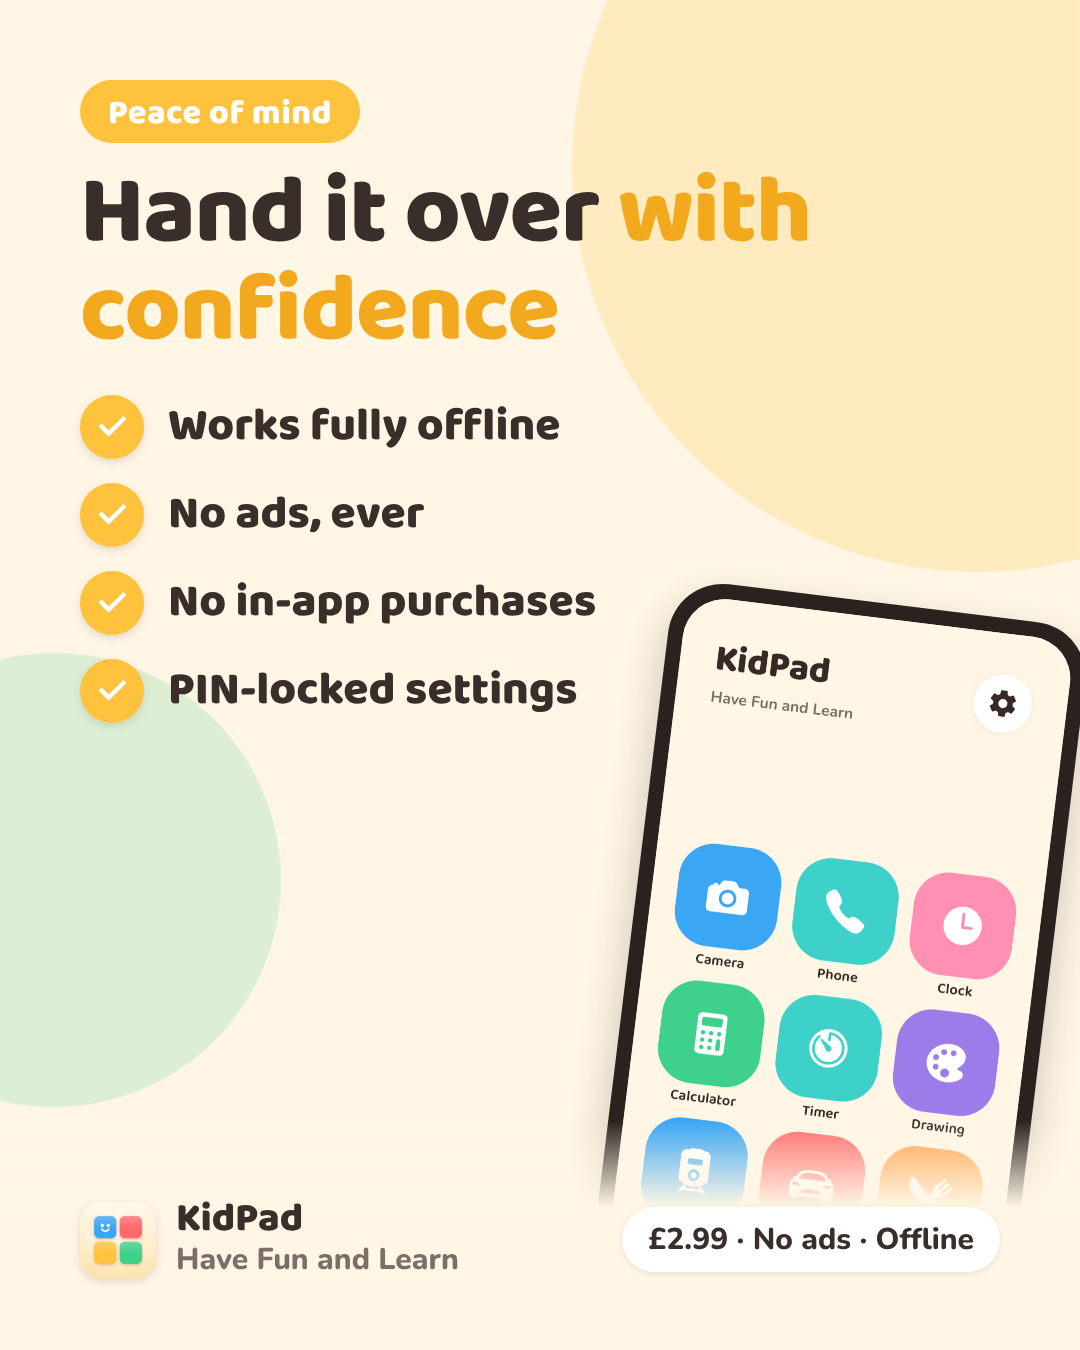 Peace of mind
Hand it over with
confidence
Works fully offline
No ads, ever
No in-app purchases
PIN-locked settings
KidPad
Have Fun and Learn
Camera
Phone
Clock
Calculator
Timer
Drawing
KidPad
Have Fun and Learn
£2.99 · No ads · Offline